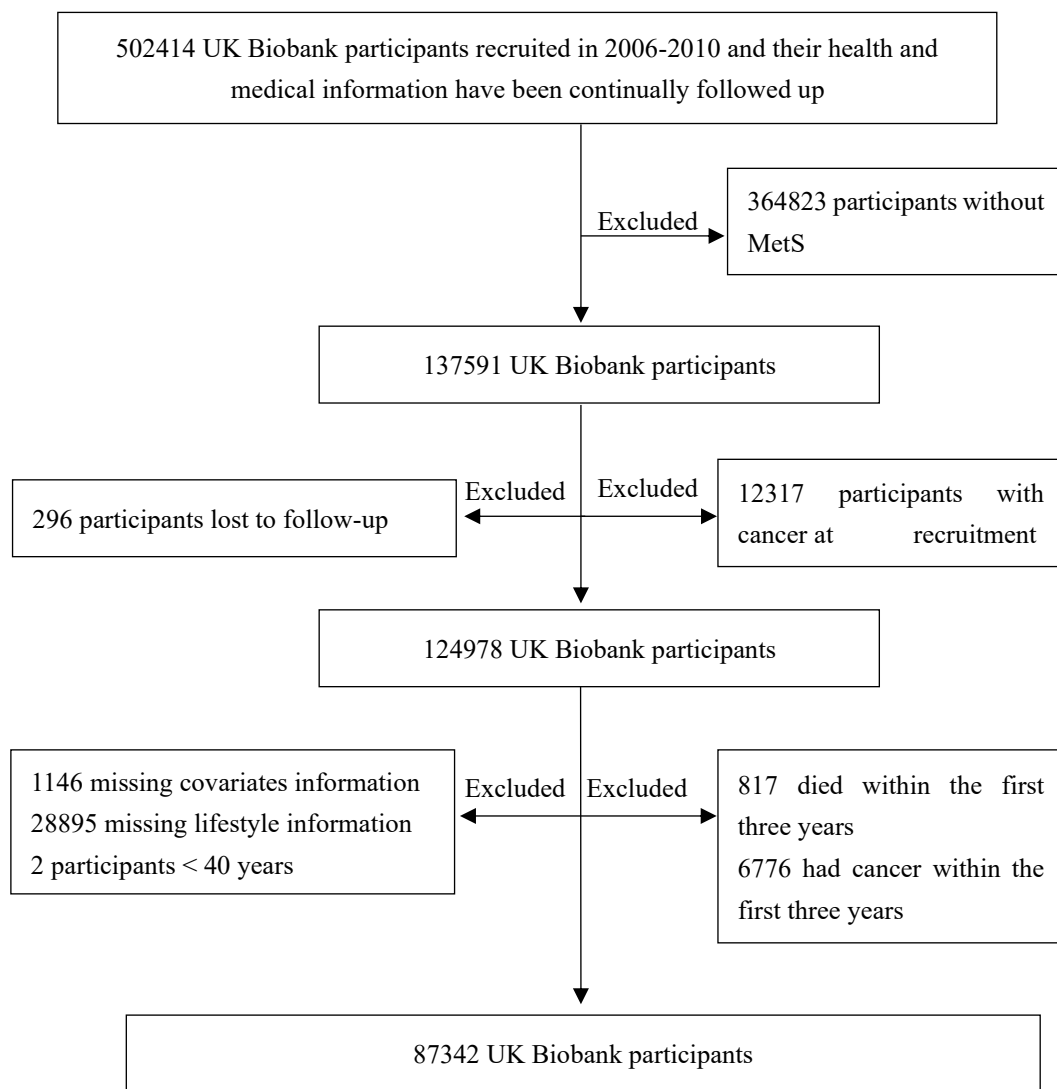 502414 UK Biobank participants recruited in 2006-2010 and their health and
medical information have been continually followed up
Excluded
364823 participants without
MetS
137591 UK Biobank participants
296 participants lost to follow-up
Excluded
Excluded
12317 participants with
cancer at recruitment
124978 UK Biobank participants
1146 missing covariates information
28895 missing lifestyle information
2 participants < 40 years
Excluded
Excluded
817 died within the first
three years
6776 had cancer within the
first three years
87342 UK Biobank participants